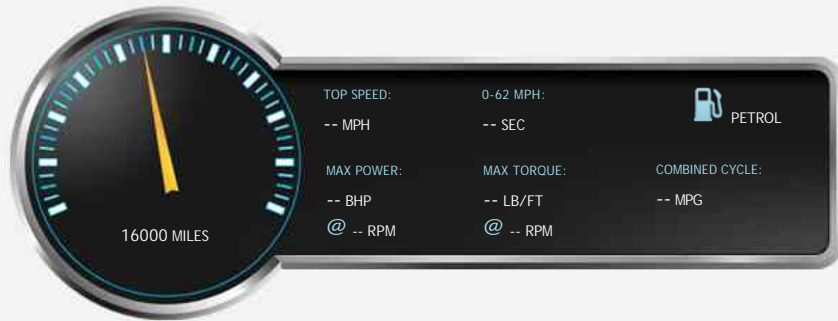 TOP SPEED:
-- MPH
0-62 MPH:
-- SEC
PETROL
MAX POWER:
-- BHP
@ -- RPM
MAX TORQUE:
-- LB/FT
@ -- RPM
COMBINED CYCLE:
-- MPG
16000 MILES